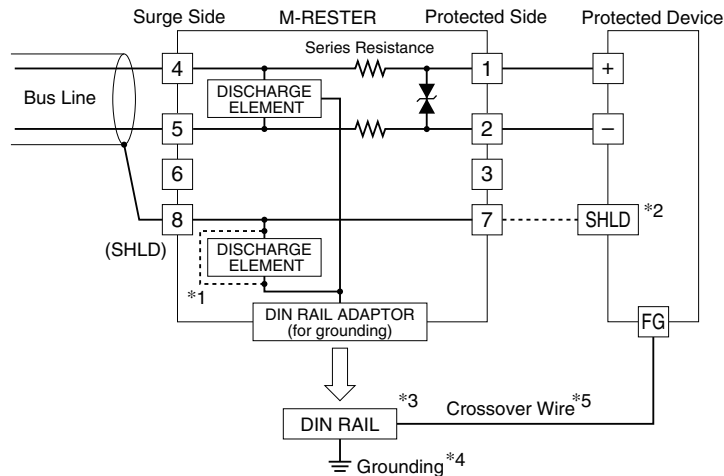 Surge Side
M-RESTER
Protected Side
Protected Device
Series Resistance
4
1
+
Bus Line
DISCHARGE
ELEMENT
5
2
–
6
3
8
7
SHLD
*2
(SHLD)
DISCHARGE
ELEMENT
*1
DIN RAIL ADAPTOR
(for grounding)
FG
*3
Crossover Wire*5
DIN RAIL
Grounding*4